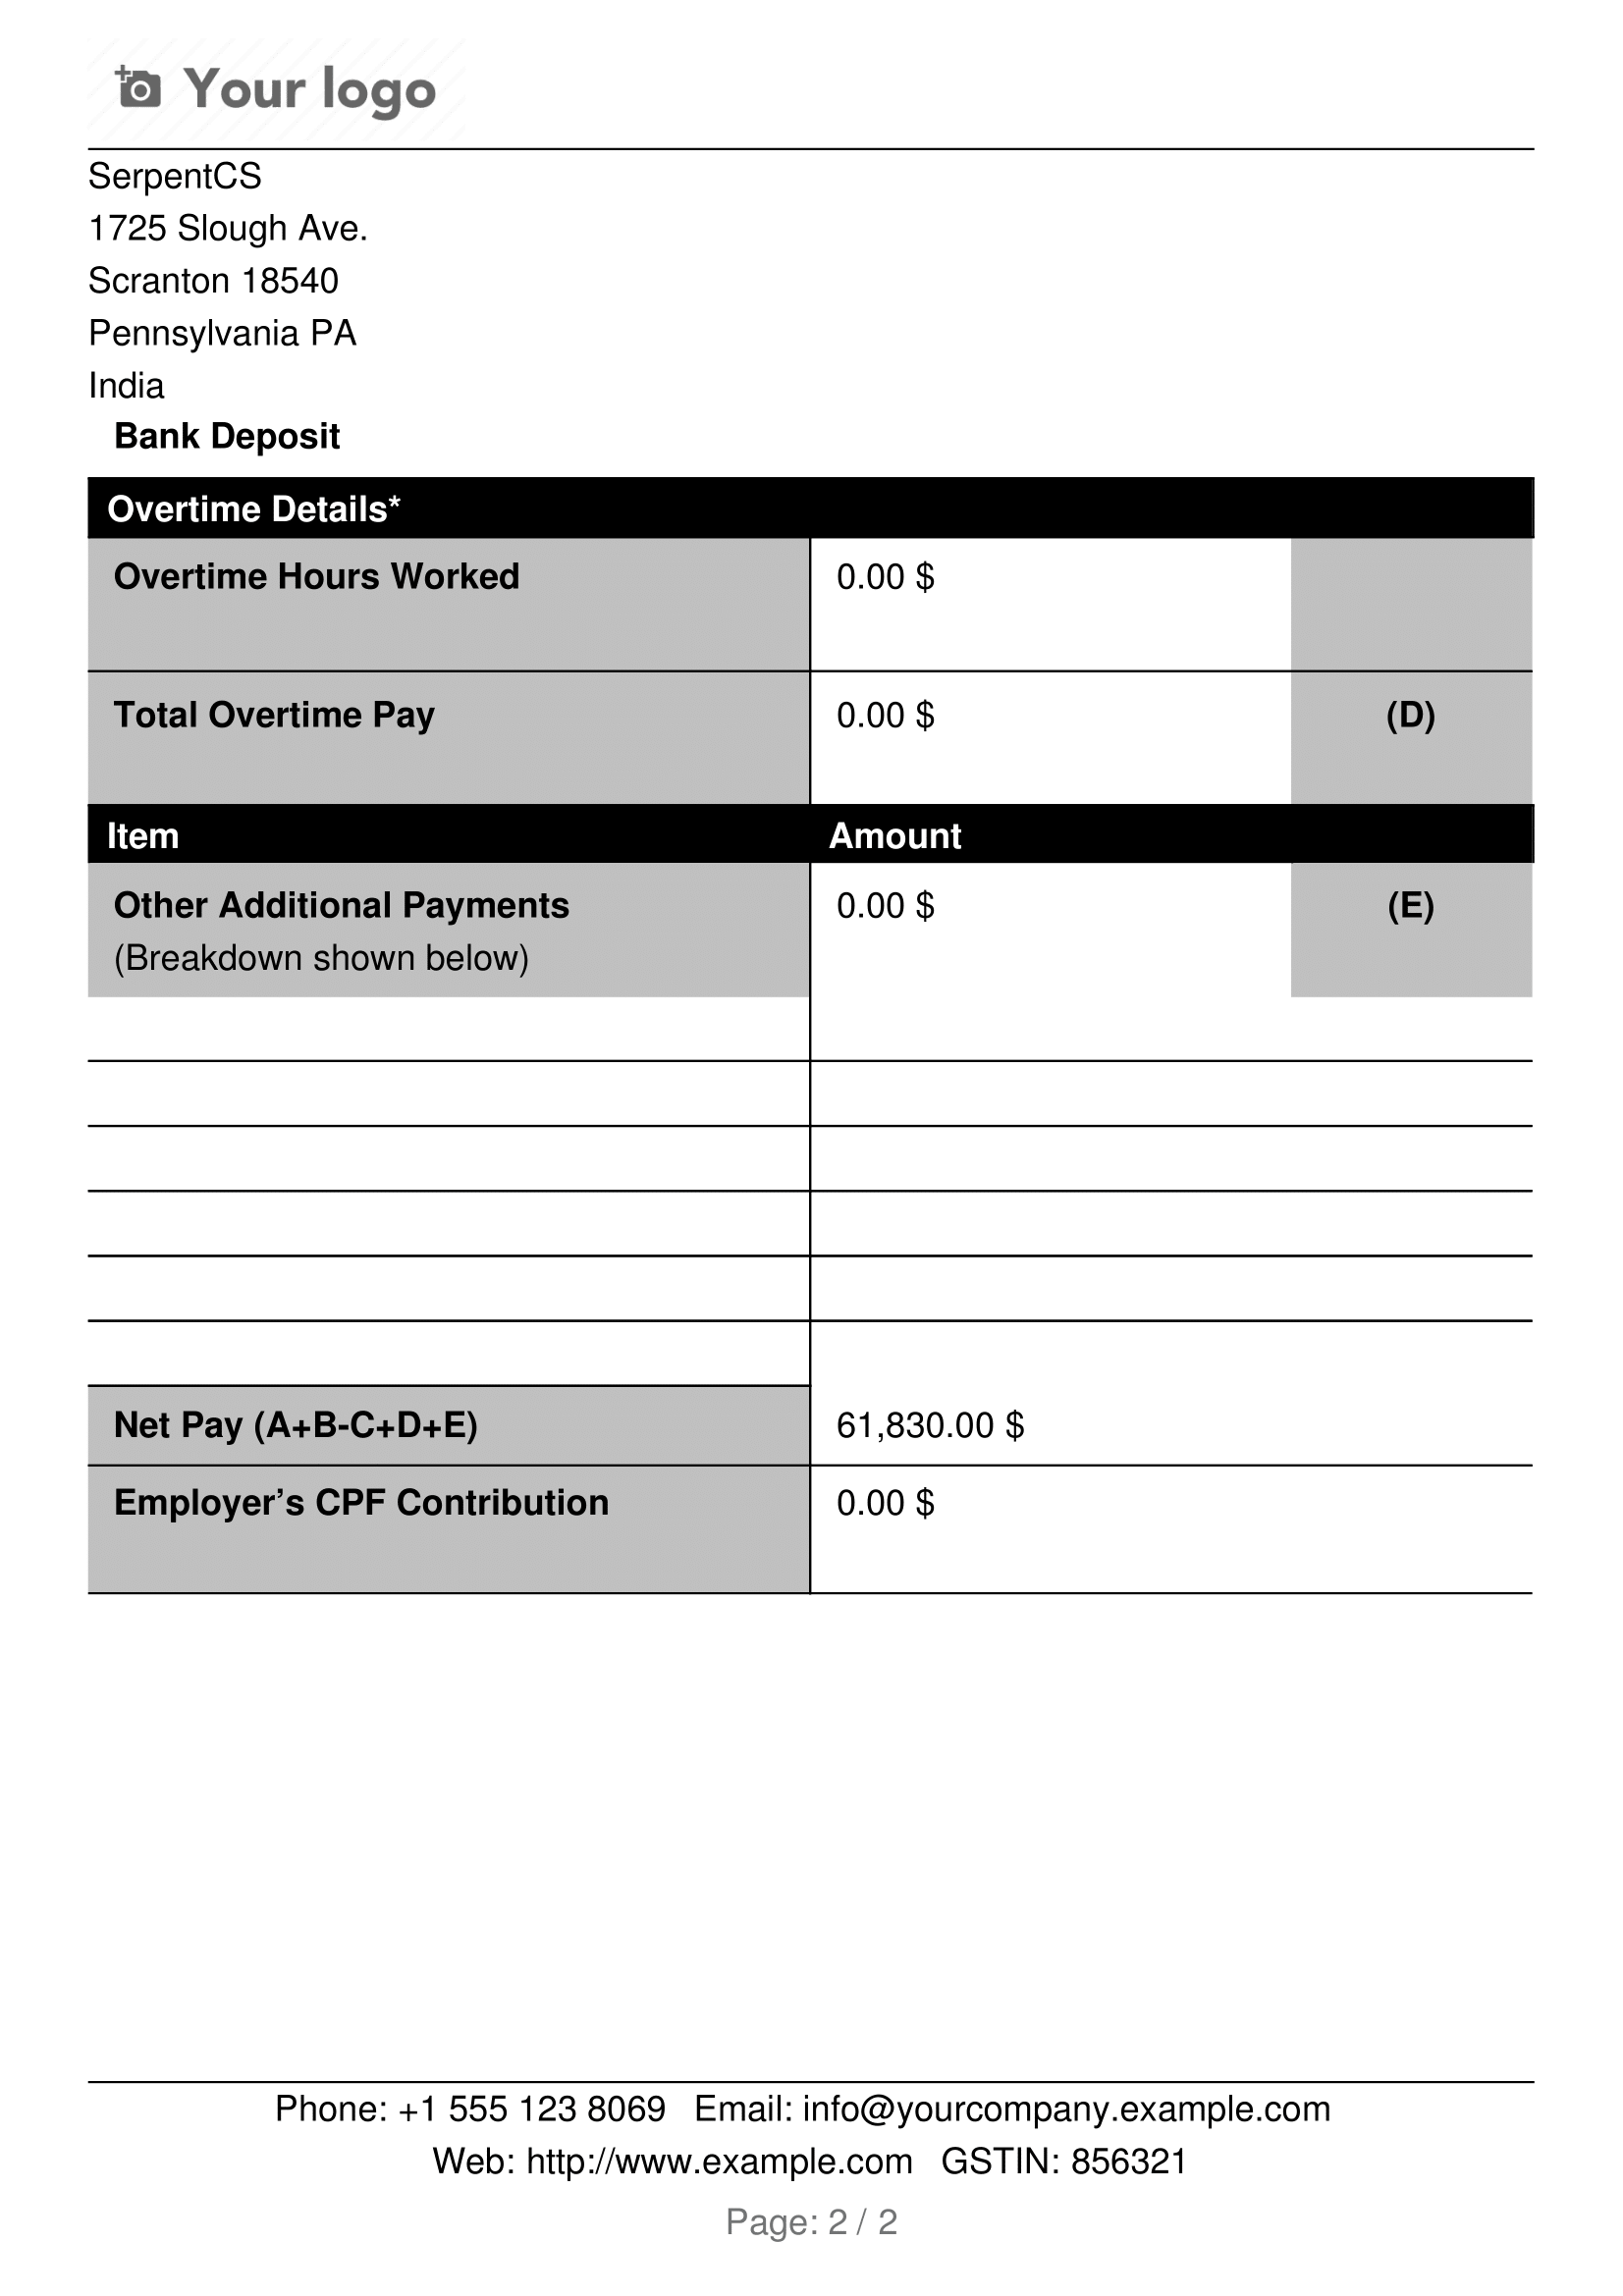 Your logo
SerpentCS
1725 Slough Ave.
Scranton 18540
Pennsylvania PA
India
Bank Deposit
Overtime Details*
Overtime Hours Worked 0.00 $
Total Overtime Pay 0.00 $ (D)
Item Amount
Other Additional Payments 0.00 $ (E)
(Breakdown shown below)
Net Pay (A+B-C+D+E) 61,830.00 $
Employer’s CPF Contribution 0.00 $
Phone: +1 555 123 8069 Email: info@yourcompany.example.com
Web: http://www.example.com GSTIN: 856321
Page: 2 / 2